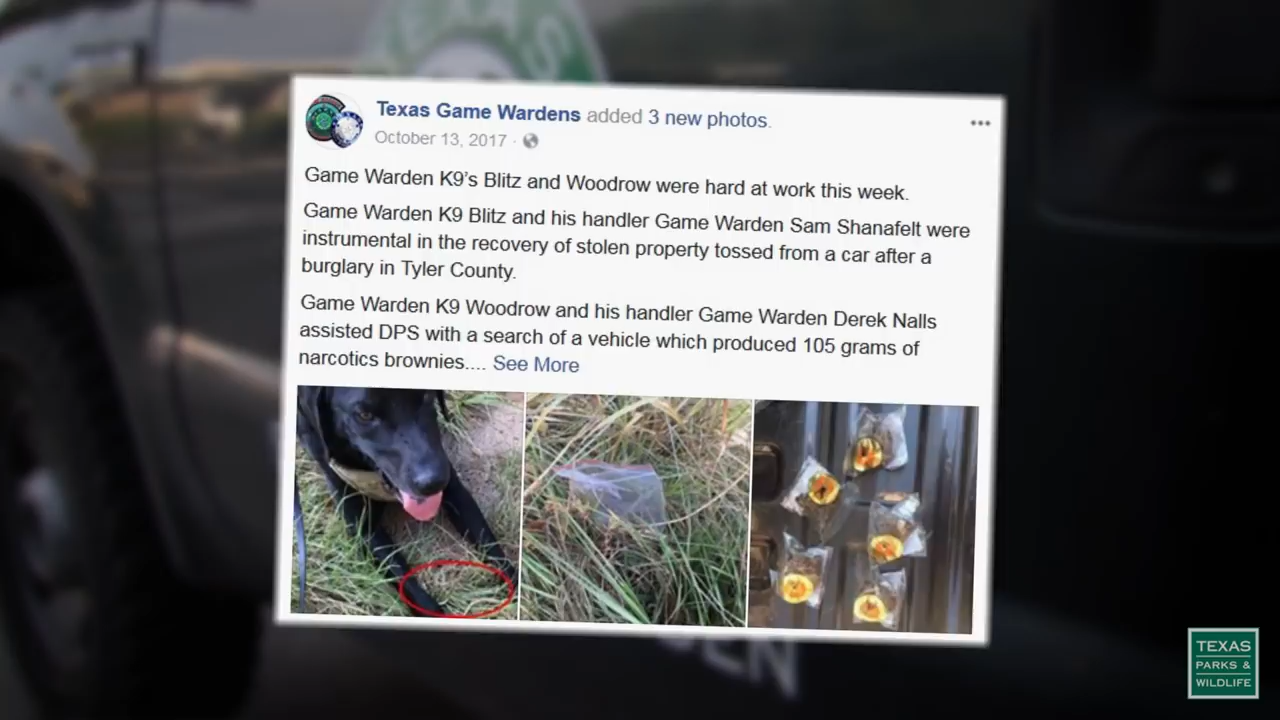 TEXAS
Texas Game Wardens added 3 new photos.
October 13, 2017 ·
Game Warden K9's Blitz and Woodrow were hard at work this week.
Game Warden K9 Blitz and his handler Game Warden Sam Shanafelt were
instrumental in the recovery of stolen property tossed from a car after a
burglary in Tyler County.
Game Warden K9 Woodrow and his handler Game Warden Derek Nalls
assisted DPS with a search of a vehicle which produced 105 grams of
narcotics brownies.... See More
TEXAS
PARKS &
WILDLIFE